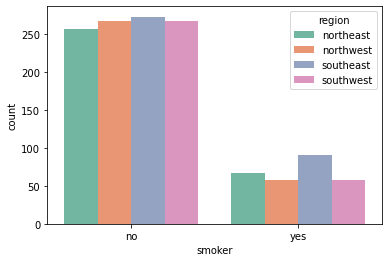 region
northeast
northwest
southeast
southwest
250
200
150
100
50
0
count
no
yes
smoker